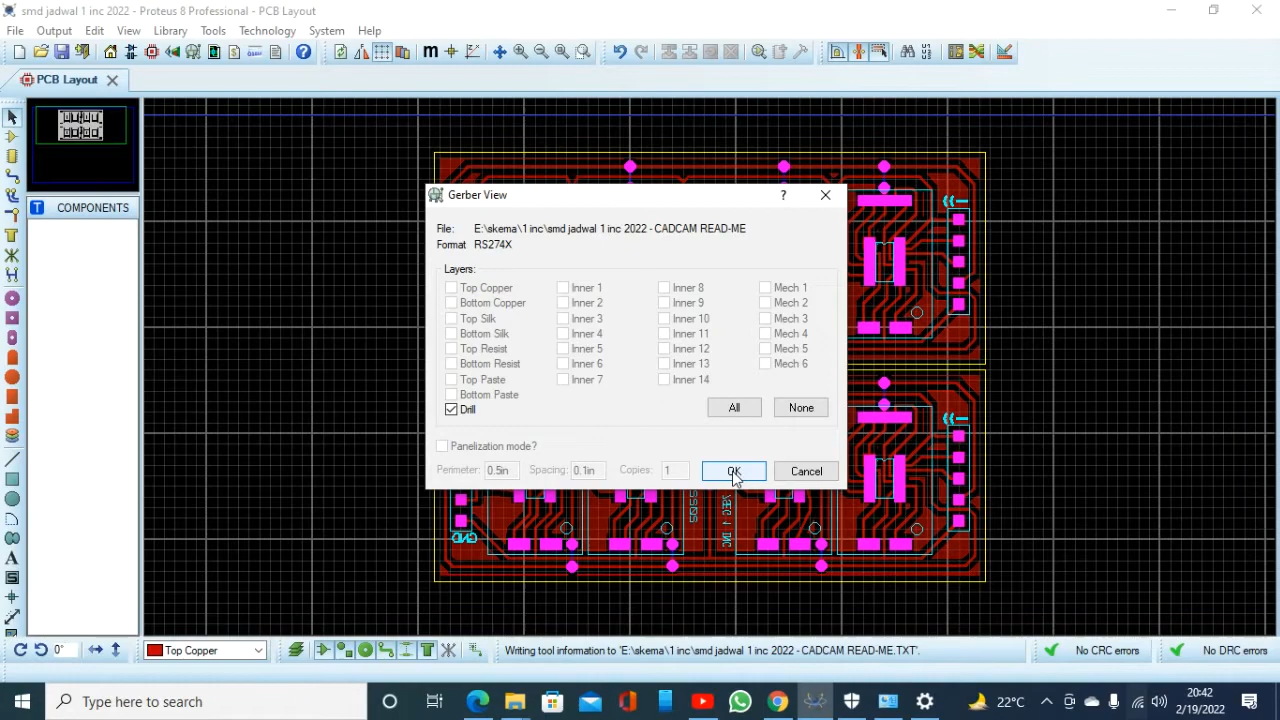 smd jadwal 1 inc 2022 - Proteus 8 Professional - PCB Layout
File Output Edit View Library Tools Technology System Help
PCB Layout
COMPONENTS
Gerber View
File: E:\skema\1 inc\smd jadwal 1 inc 2022 - CADCAM READ-ME
Format RS274X
Layers:
Top Copper Inner 1 Inner 8 Mech 1
Bottom Copper Inner 2 Inner 9 Mech 2
Top Silk Inner 3 Inner 10 Mech 3
Bottom Silk Inner 4 Inner 11 Mech 4
Top Resist Inner 5 Inner 12 Mech 5
Bottom Resist Inner 6 Inner 13 Mech 6
Top Paste Inner 7 Inner 14
Bottom Paste
Drill
All None
Panelization mode?
Perimeter: 0.5in Spacing: 0.1in Copies: 1 OK Cancel
GND
0° Top Copper Writing tool information to 'E:\skema\1 inc\smd jadwal 1 inc 2022 - CADCAM READ-ME.TXT'. No CRC errors No DRC errors
Type here to search 22°C 20:42
2/19/2022